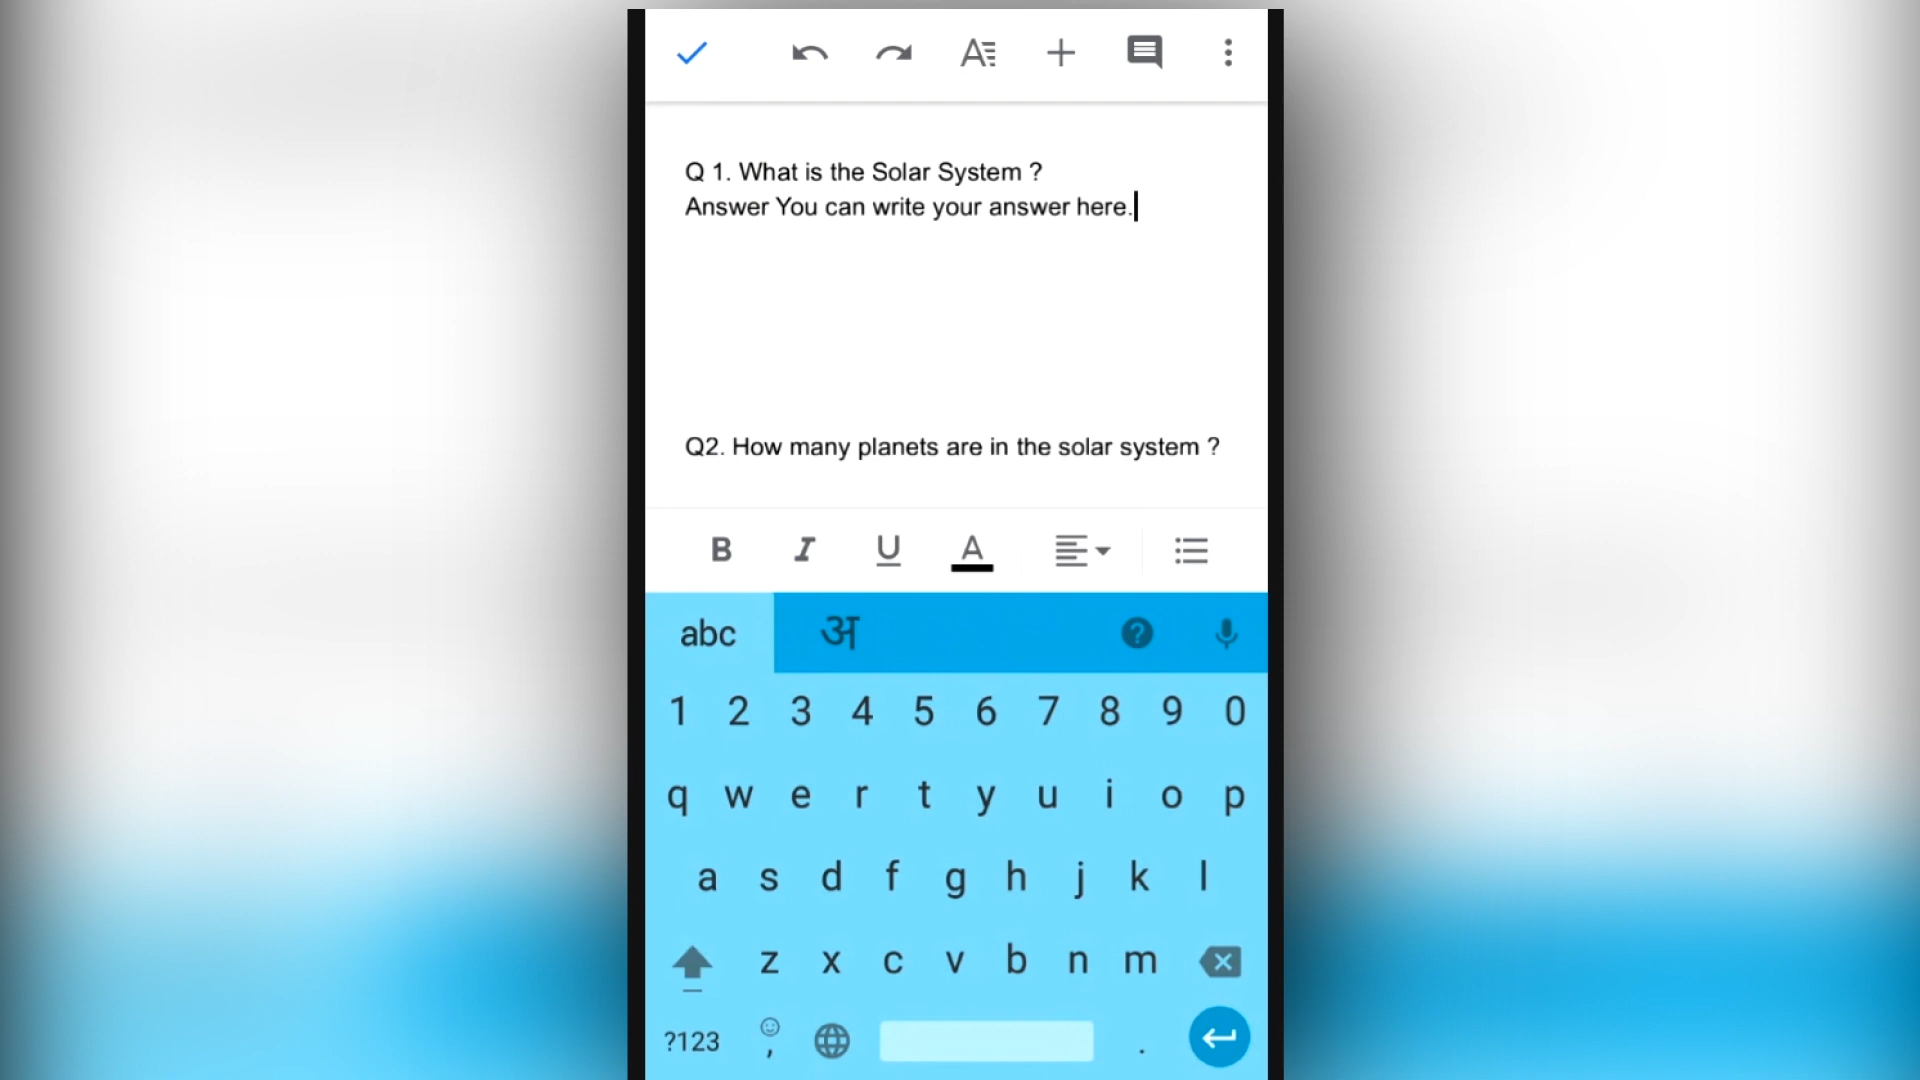 Q 1. What is the Solar System ?
Answer You can write your answer here.
Q2. How many planets are in the solar system ?
B I U A
abc अ ?
1 2 3 4 5 6 7 8 9 0
q w e r t y u i o p
a s d f g h j k l
z x c v b n m
?123 , .